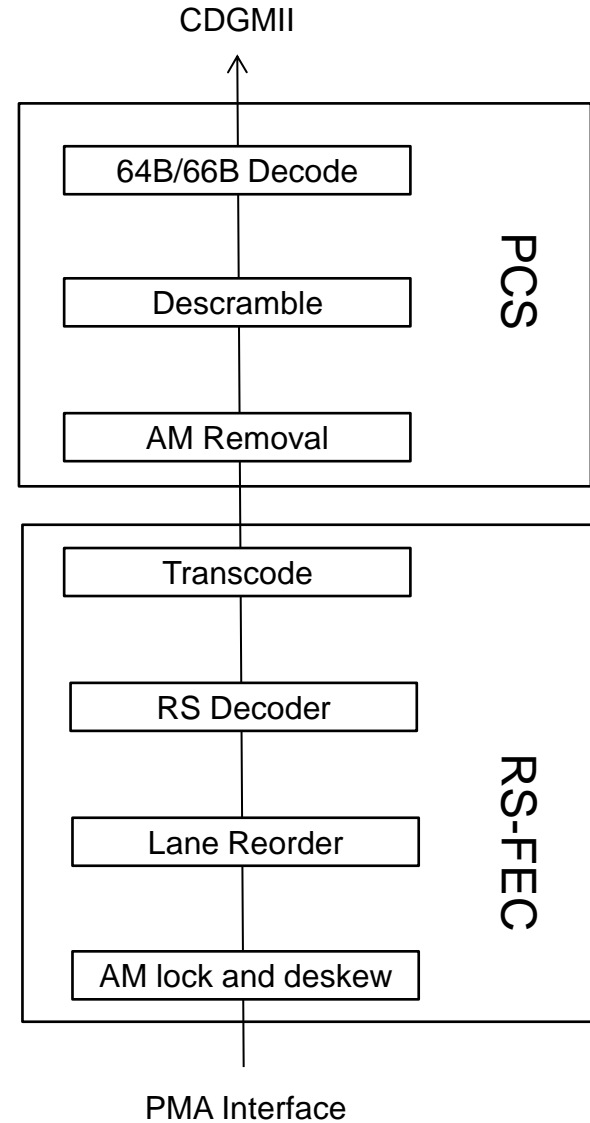 CDGMII
64B/66B Decode
Descramble
AM Removal
PCS
Transcode
RS Decoder
Lane Reorder
AM lock and deskew
RS-FEC
PMA Interface